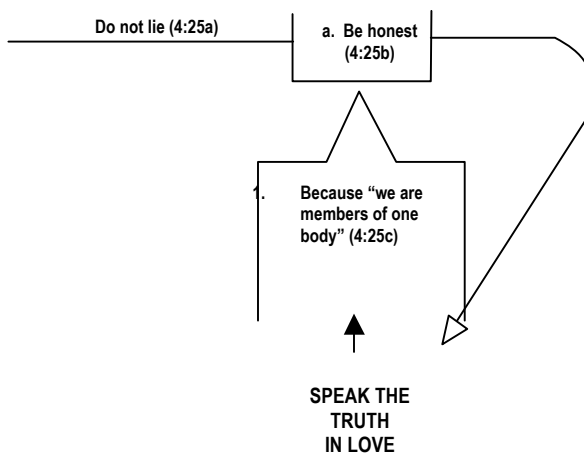 Do not lie (4:25a)
a. Be honest
(4:25b)
1. Because “we are
members of one
body” (4:25c)
SPEAK THE
TRUTH
IN LOVE